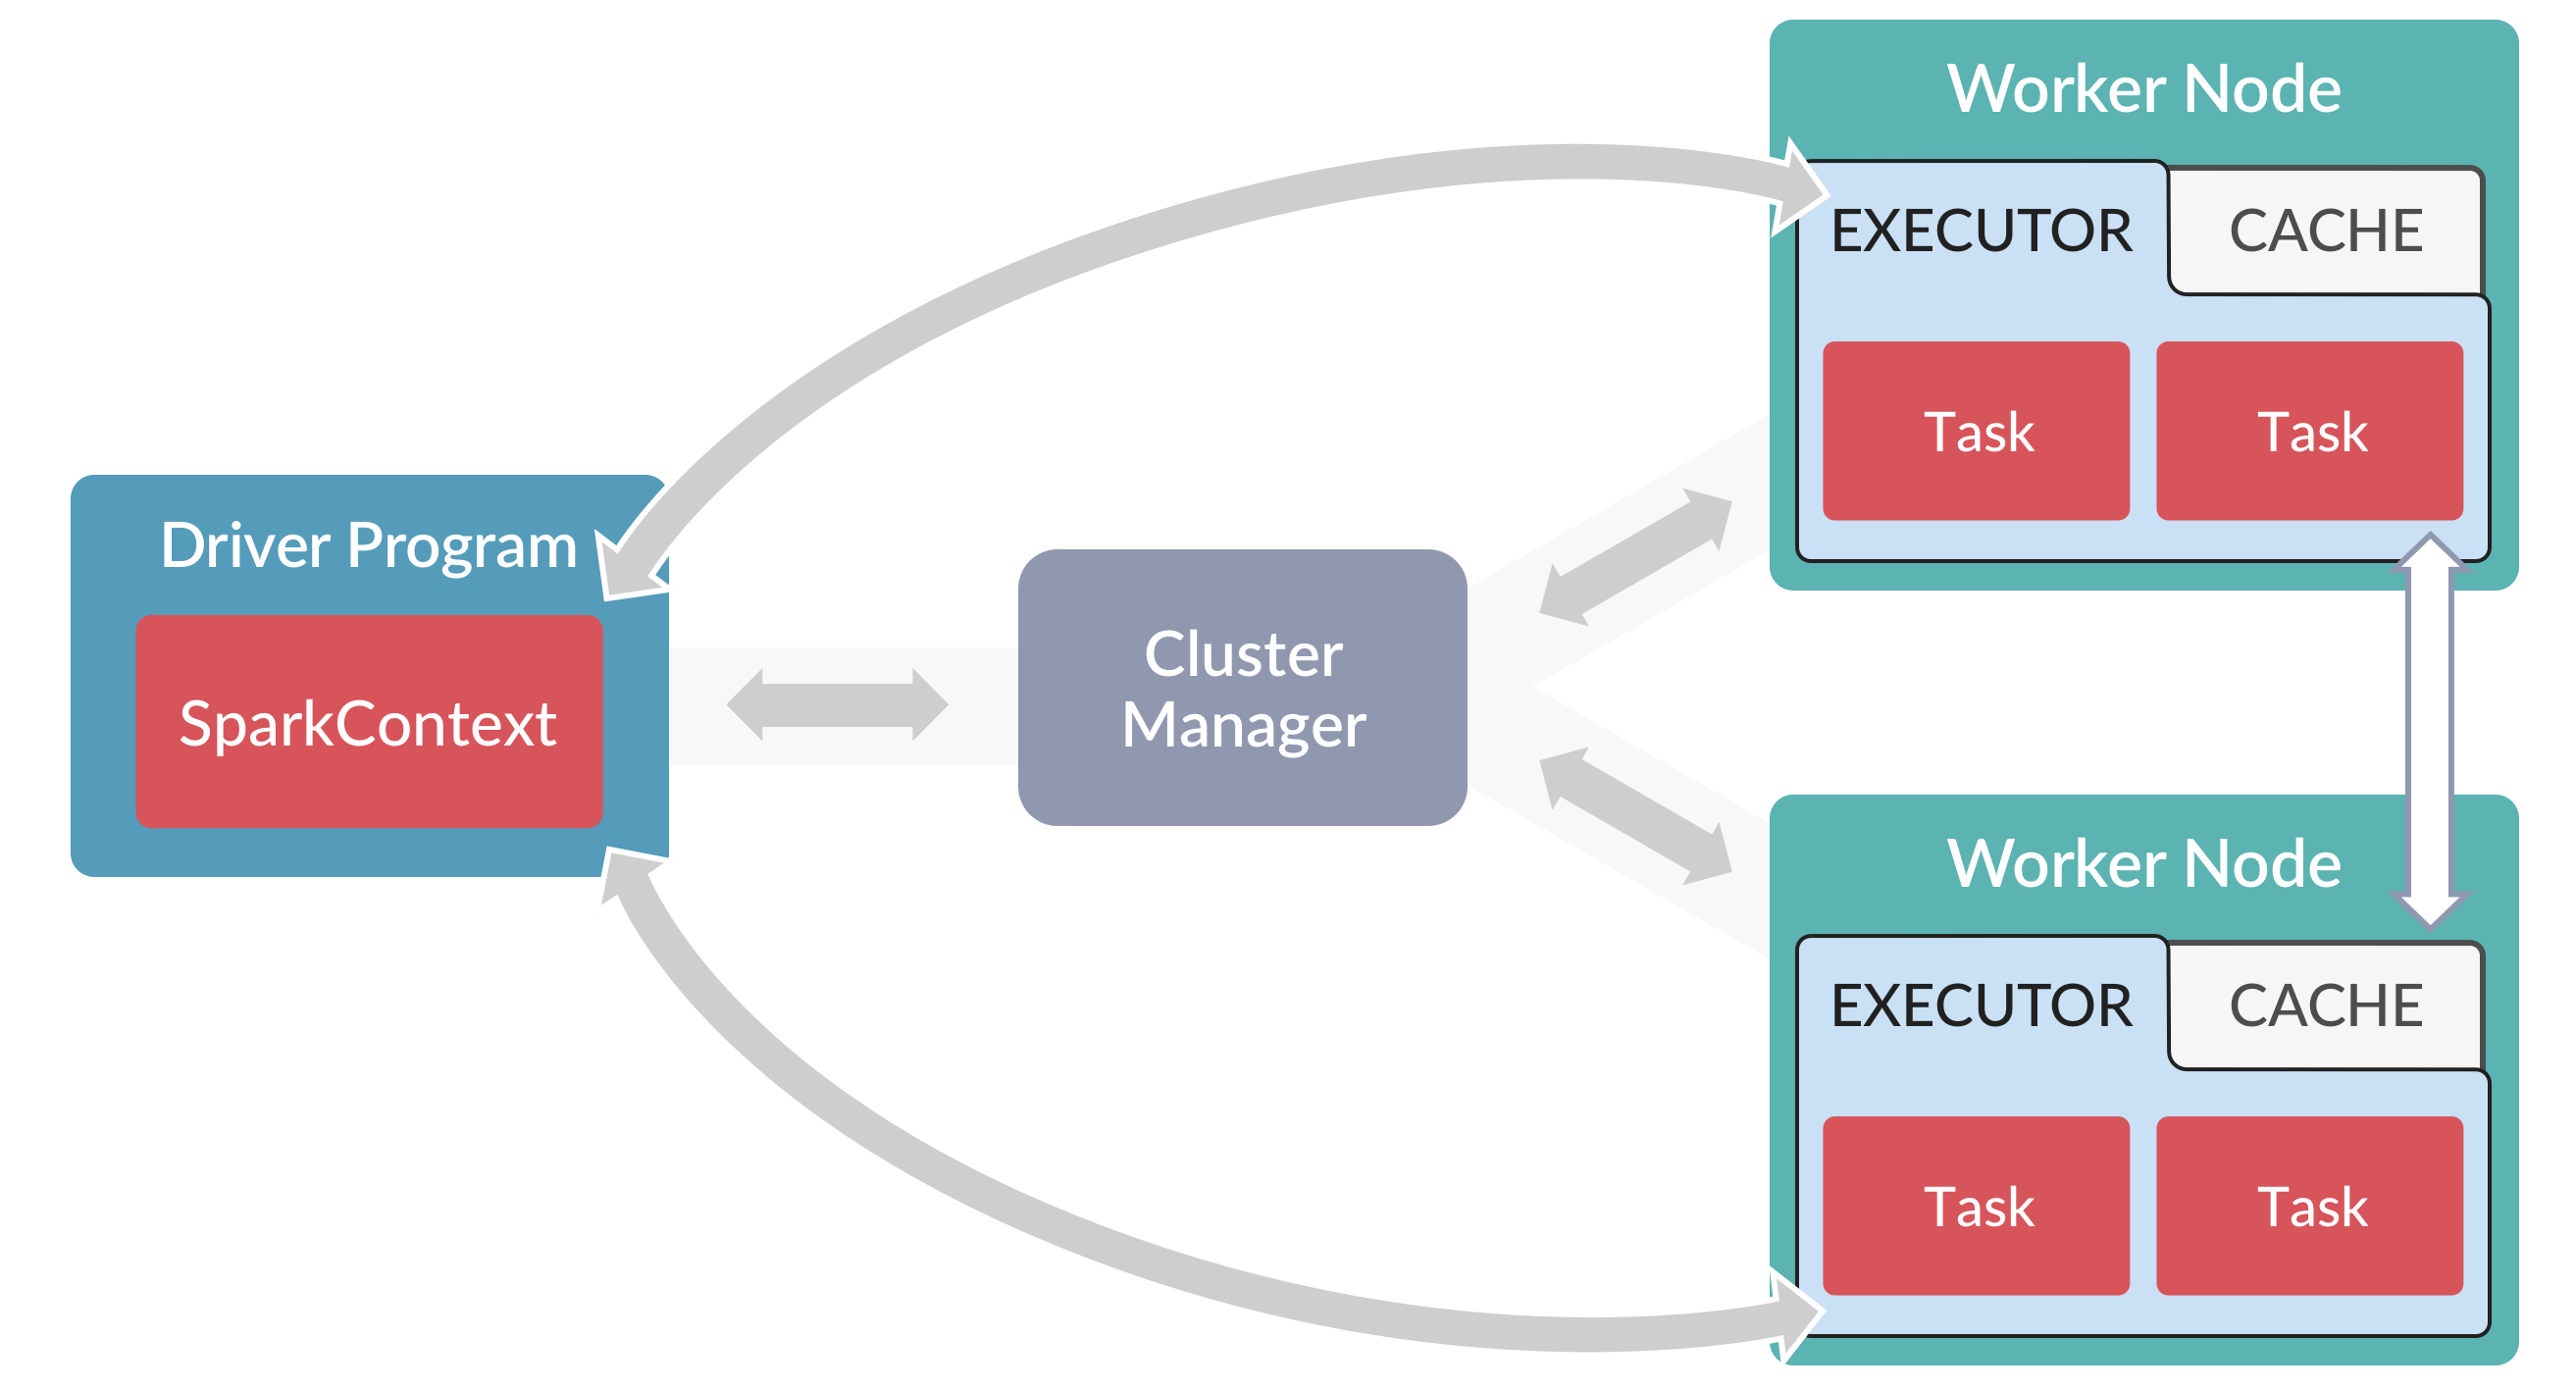 Driver Program
SparkContext
Cluster
Manager
Worker Node
EXECUTOR CACHE
Task Task
Worker Node
EXECUTOR CACHE
Task Task